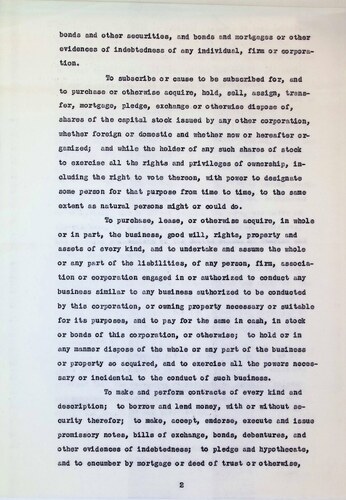 bonds and other securities, and bonds and mortgages or other
evidences of indebtedness of any individual, firm or corpora-
tion.
To subscribe or cause to be subscribed for, and
to purchase or otherwise acquire, hold, sell, assign, trans-
fer, mortgage, pledge, exchange or otherwise dispose of,
shares of the capital stock issued by any other corporation,
whether foreign or domestic and whether now or hereafter or-
ganized; and while the holder of any such shares of stock
to exercise all the rights and privileges of ownership, in-
cluding the right to vote thereon, with power to designate
some person for that purpose from time to time, to the same
extent as natural persons might or could do.
To purchase, lease, or otherwise acquire, in whole
or in part, the business, good will, rights, property and
assets of every kind, and to undertake and assume the whole
or any part of the liabilities, of any person, firm, associa-
tion or corporation engaged in or authorized to conduct any
business similar to any business authorized to be conducted
by this corporation, or owning property necessary or suitable
for its purposes, and to pay for the same in cash, in stock
or bonds of this corporation, or otherwise; to hold or in
any manner dispose of the whole or any part of the business
or property so acquired, and to exercise all the powers neces-
sary or incidental to the conduct of such business.
To make and perform contracts of every kind and
description; to borrow and lend money, with or without se-
curity therefor; to make, accept, endorse, execute and issue
promissory notes, bills of exchange, bonds, debentures, and
other evidences of indebtedness; to pledge and hypothecate,
and to encumber by mortgage or deed of trust or otherwise,
2